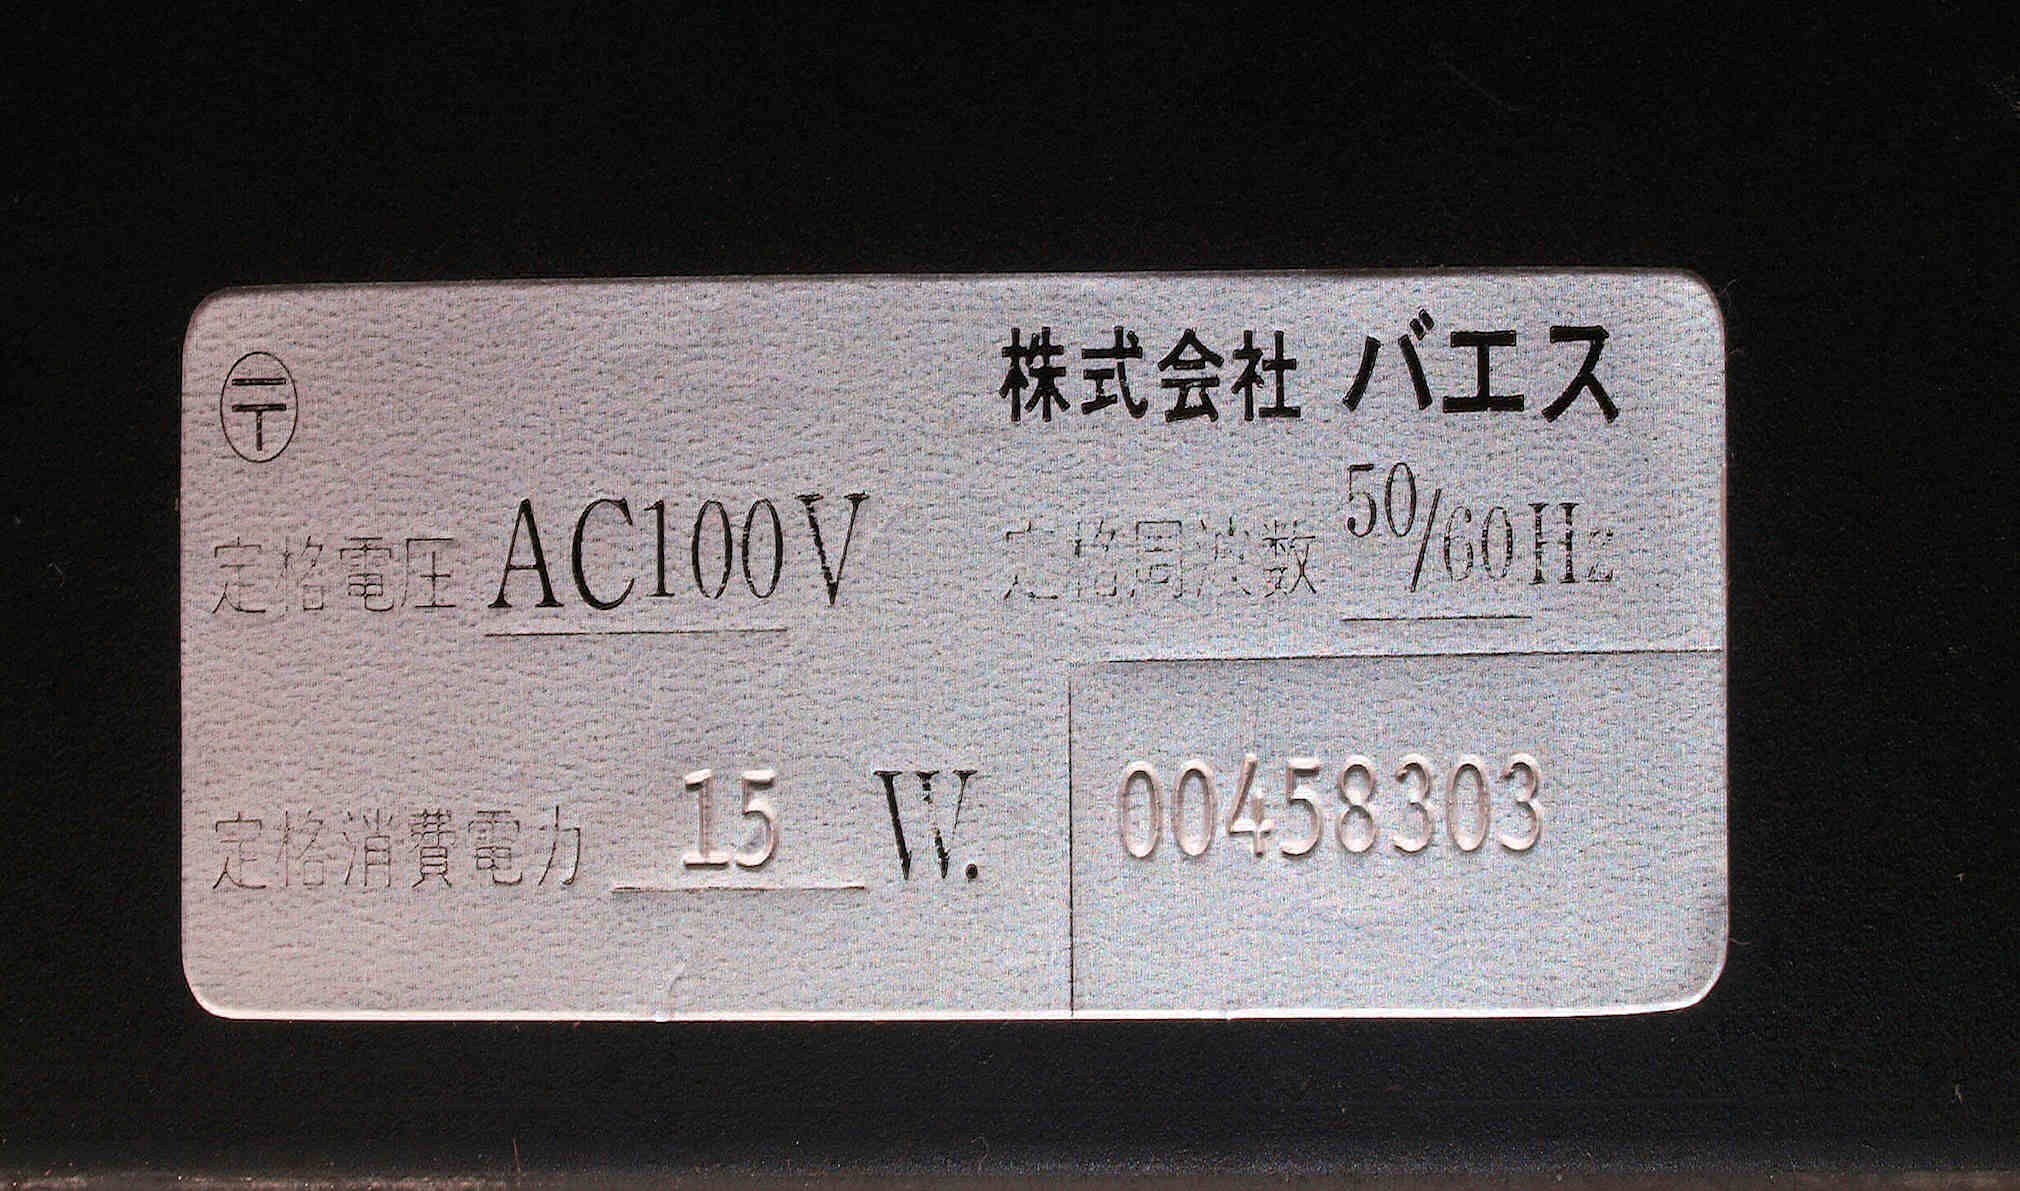 〒
株式会社 バエス
定格電圧 AC100V 定格周波数 50/60Hz
定格消費電力 15 W.
00458303